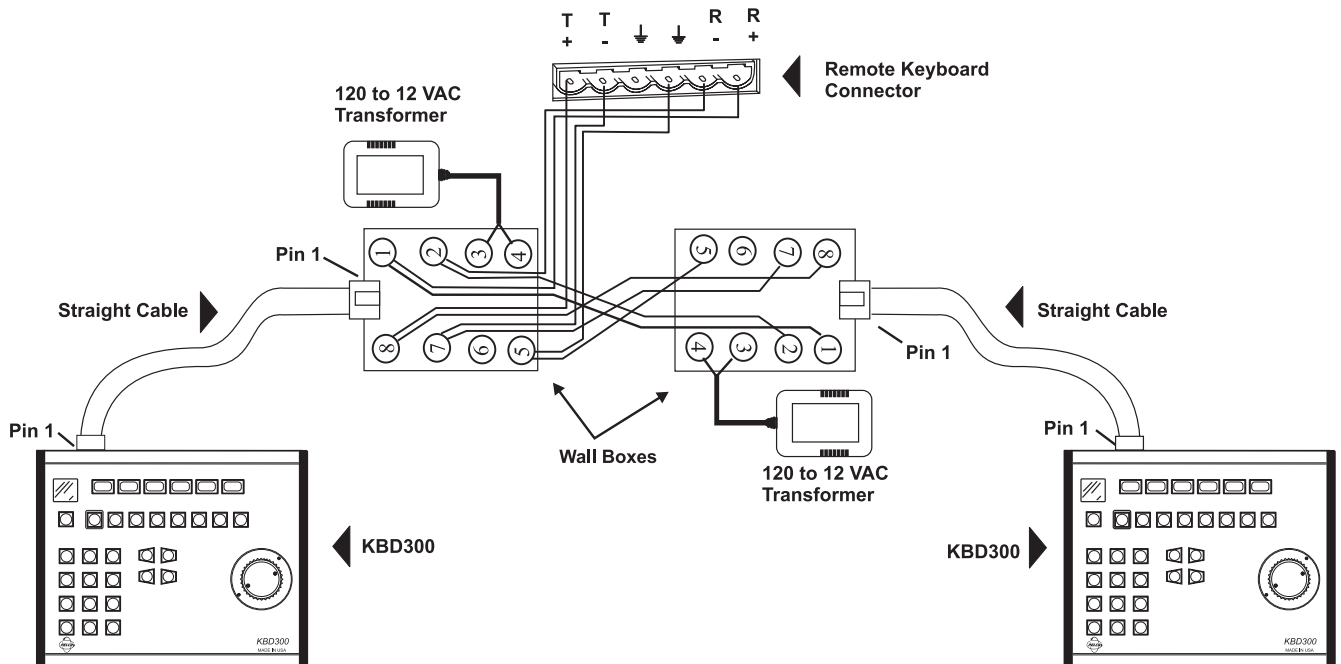 T T R R
+ - - +
Remote Keyboard
Connector
120 to 12 VAC
Transformer
1 2 3 4
5 6 7 8
Pin 1
Straight Cable
Straight Cable
8 7 6 5
4 3 2 1
Pin 1
Wall Boxes
120 to 12 VAC
Transformer
Pin 1
Pin 1
KBD300
KBD300
KBD300
MADE IN USA
KBD300
MADE IN USA